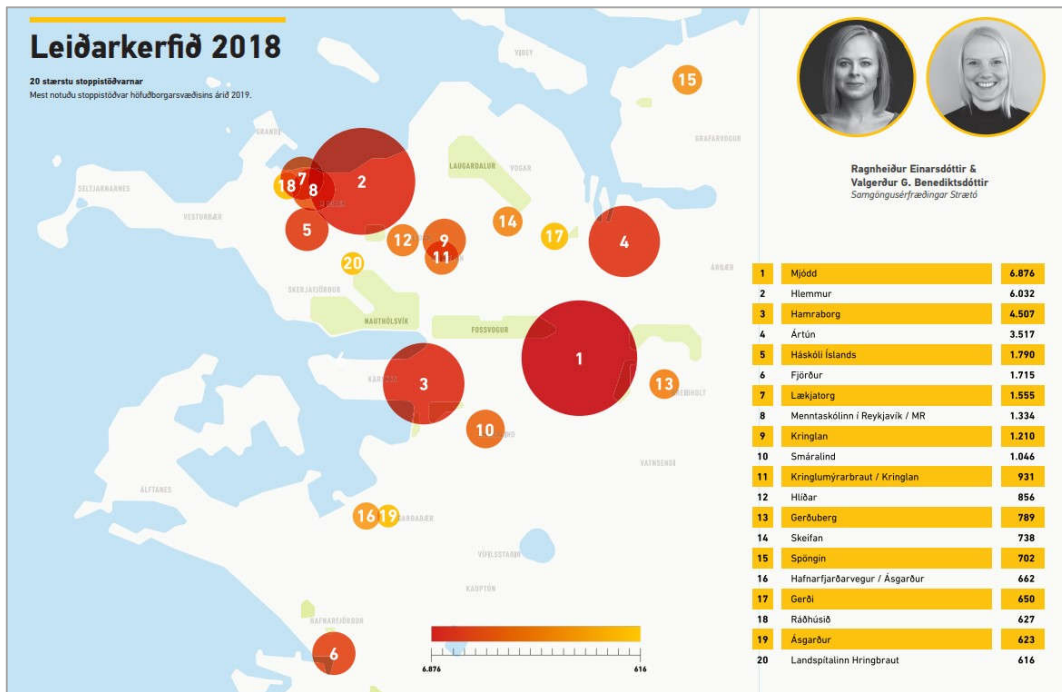 Leiðarkerfið 2018
20 stærstu stoppistöðvarnar
Mest notuðu stoppistöðvar höfuðborgarsvæðisins árið 2019.
VIÐEY
15
GRAFARVOGUR
GRANDI
LAUGARDALUR
VOGAR
SELTJARNARNES
VESTURBÆR
18
7
8
2
5
12
9
11
14
17
4
20
ÁRBÆR
SKERJAFJÖRÐUR
NAUTHÓLSVÍK
FOSSVOGUR
1
3
13
10
VATNSENDI
ÁLFTANES
16
19
VÍFILSSTAÐIR
KAUPTÚN
HAFNARFJÖRÐUR
6
6.876
616
Ragnheiður Einarsdóttir &
Valgerður G. Benediktsdóttir
Samgöngusérfræðingar Strætó
1 Mjódd 6.876
2 Hlemmur 6.032
3 Hamraborg 4.507
4 Ártún 3.517
5 Háskóli Íslands 1.790
6 Fjörður 1.715
7 Lækjatorg 1.555
8 Menntaskólinn í Reykjavík / MR 1.334
9 Kringlan 1.210
10 Smáralind 1.046
11 Kringlumýrarbraut / Kringlan 931
12 Hlíðar 856
13 Gerðuberg 789
14 Skeifan 738
15 Spöngin 702
16 Hafnarfjarðarvegur / Ásgarður 662
17 Gerði 650
18 Ráðhúsið 627
19 Ásgarður 623
20 Landspítalinn Hringbraut 616